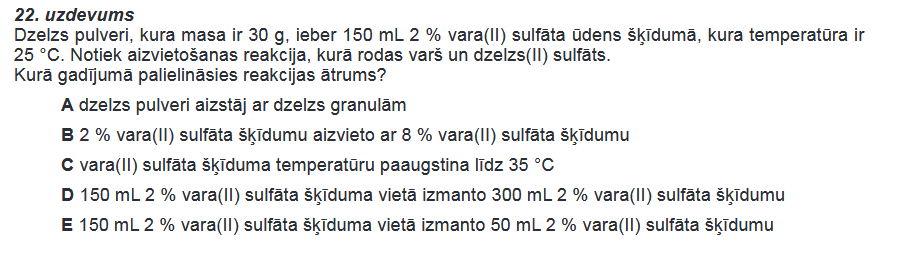 22. uzdevums
Dzelzs pulveri, kura masa ir 30 g, ieber 150 mL 2 % vara(II) sulfāta ūdens šķīdumā, kura temperatūra ir
25 °C. Notiek aizvietošanas reakcija, kurā rodas varš un dzelzs(II) sulfāts.
Kurā gadījumā palielināsies reakcijas ātrums?
A dzelzs pulveri aizstāj ar dzelzs granulām
B 2 % vara(II) sulfāta šķīdumu aizvieto ar 8 % vara(II) sulfāta šķīdumu
C vara(II) sulfāta šķīduma temperatūru paaugstina līdz 35 °C
D 150 mL 2 % vara(II) sulfāta šķīduma vietā izmanto 300 mL 2 % vara(II) sulfāta šķīdumu
E 150 mL 2 % vara(II) sulfāta šķīduma vietā izmanto 50 mL 2 % vara(II) sulfāta šķīdumu